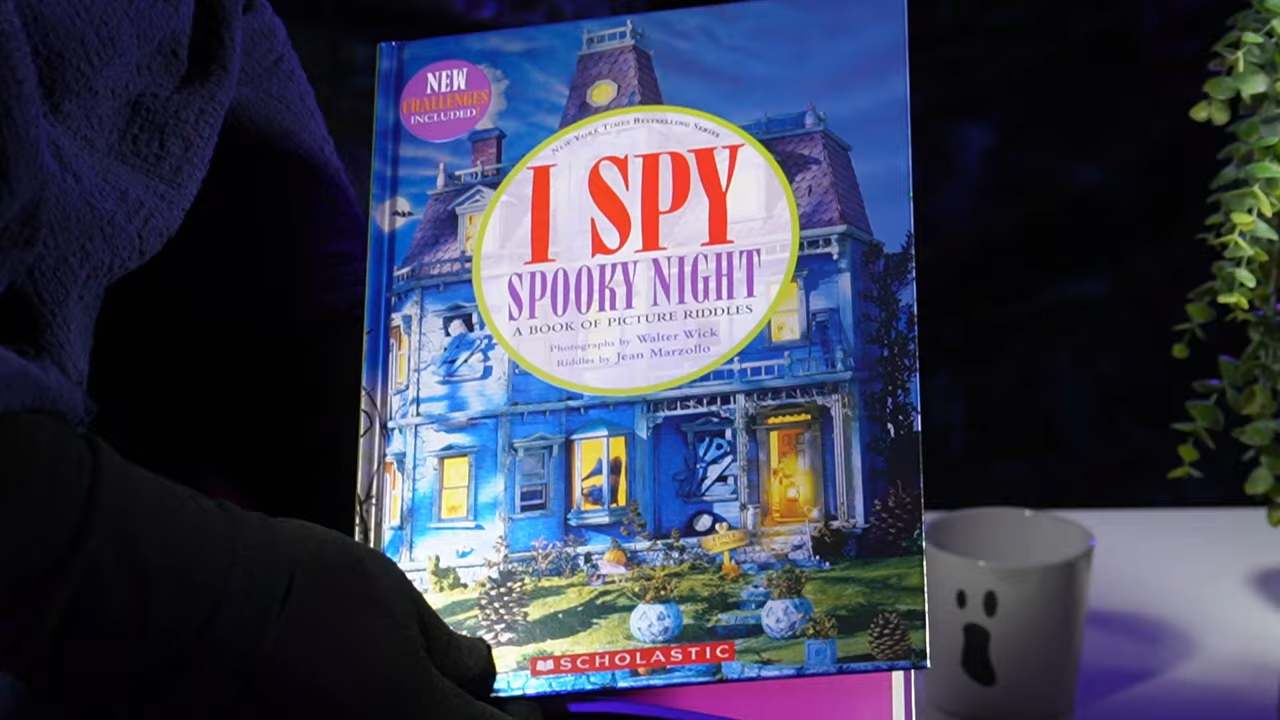 NEW
CHALLENGES
INCLUDED!
NEW YORK TIMES BESTSELLING SERIES
I SPY
SPOOKY NIGHT
A BOOK OF PICTURE RIDDLES
Photographs by Walter Wick
Riddles by Jean Marzollo
SCHOLASTIC